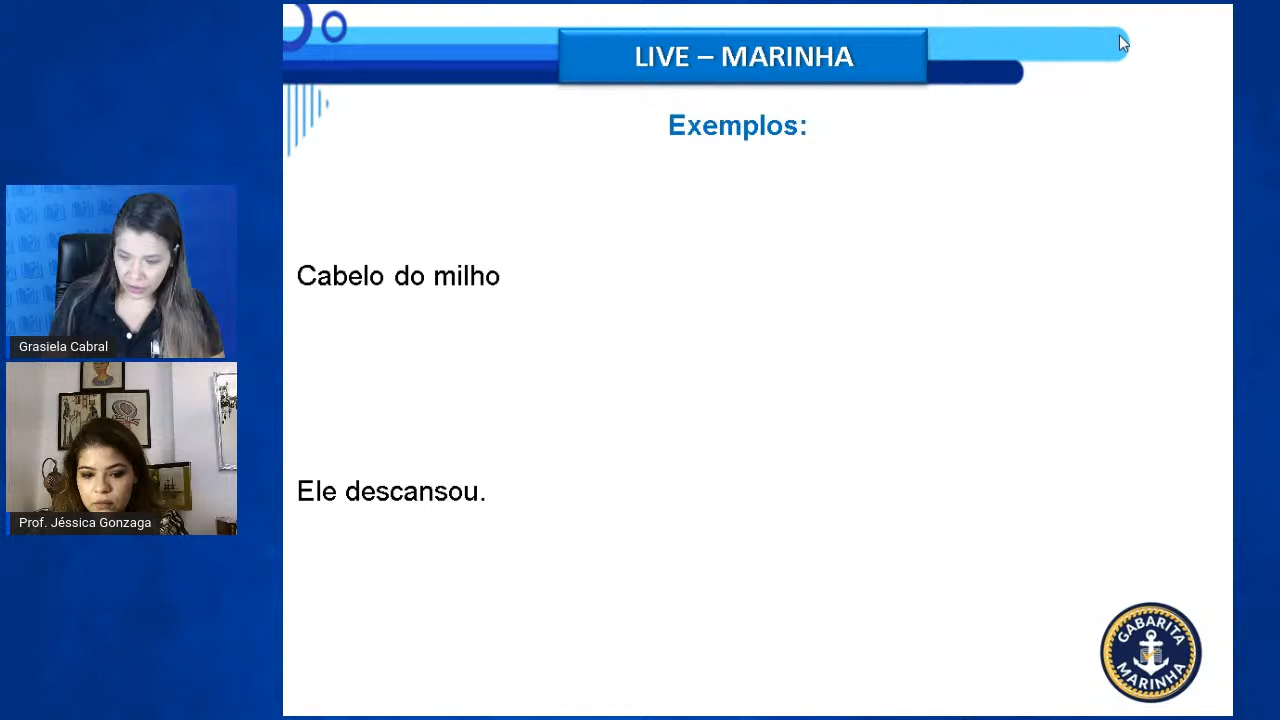 LIVE – MARINHA
Exemplos:
Cabelo do milho
Grasiela Cabral
Ele descansou.
Prof. Jéssica Gonzaga
GABARITA
MARINHA